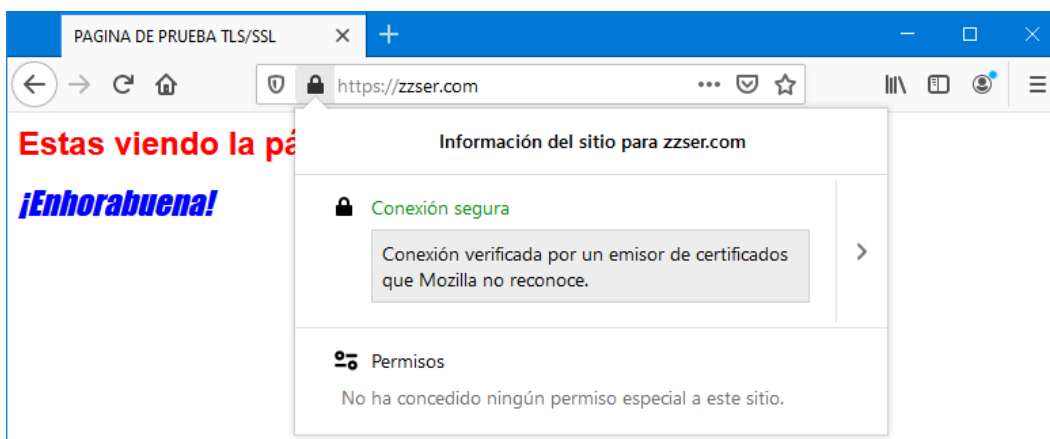 PAGINA DE PRUEBA TLS/SSL
https://zzser.com
Estas viendo la pá
¡Enhorabuena!
Información del sitio para zzser.com
Conexión segura
Conexión verificada por un emisor de certificados
que Mozilla no reconoce.
Permisos
No ha concedido ningún permiso especial a este sitio.